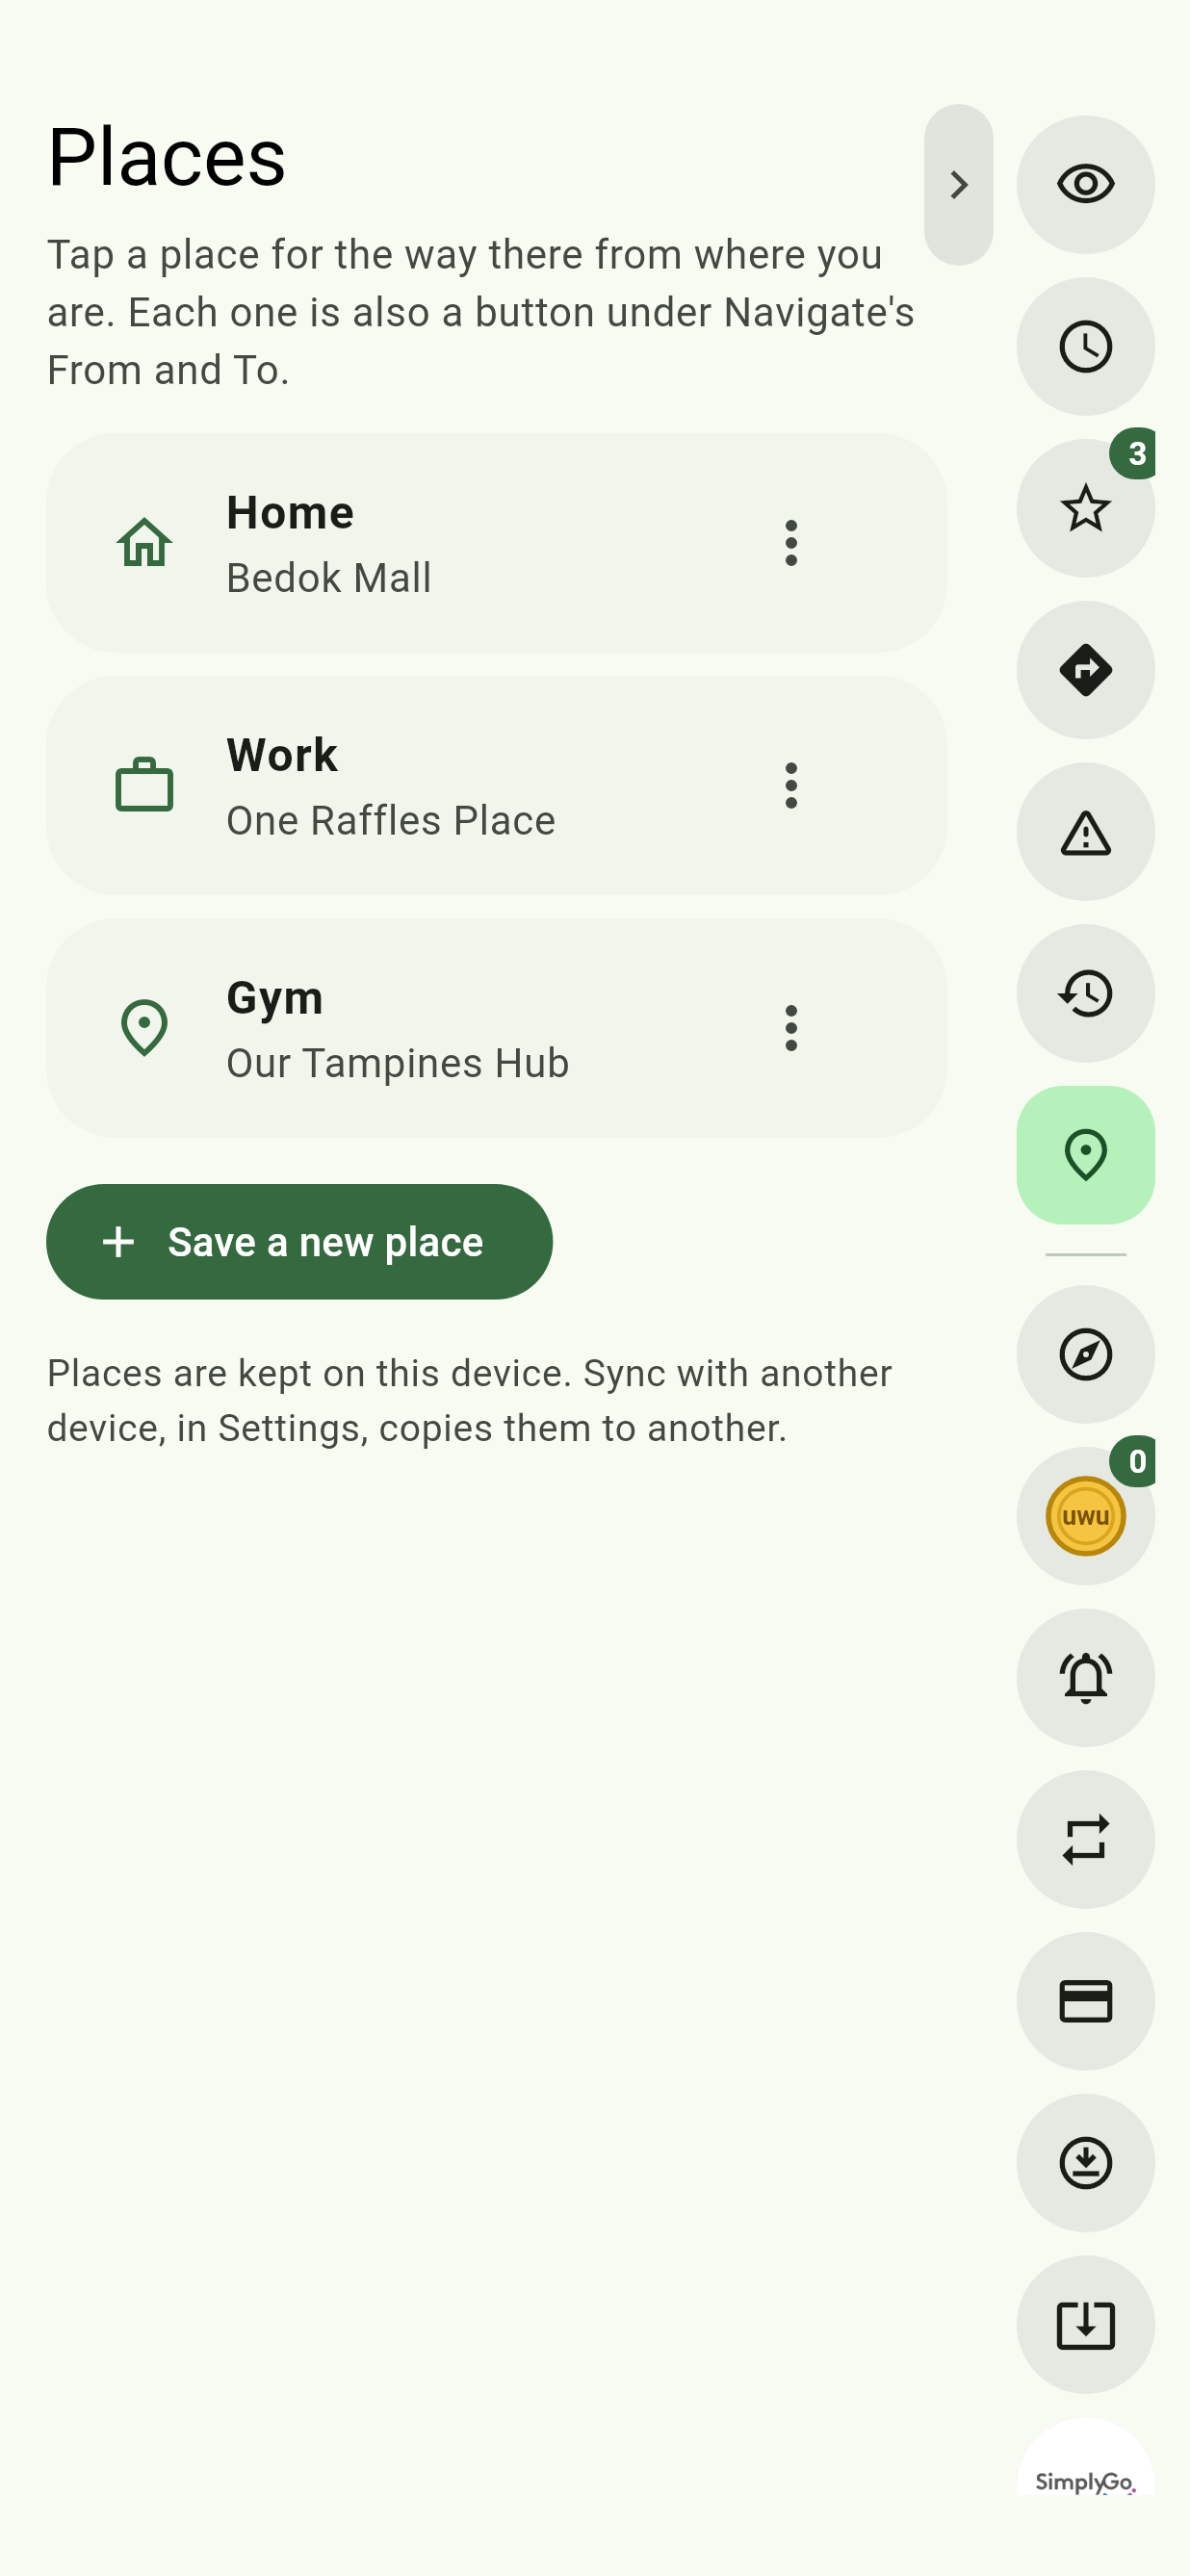 Places
Tap a place for the way there from where you
are. Each one is also a button under Navigate's
From and To.
3
Home
Bedok Mall
Work
One Raffles Place
Gym
Our Tampines Hub
Save a new place
Places are kept on this device. Sync with another
device, in Settings, copies them to another.
0
uwu
SimplyGo